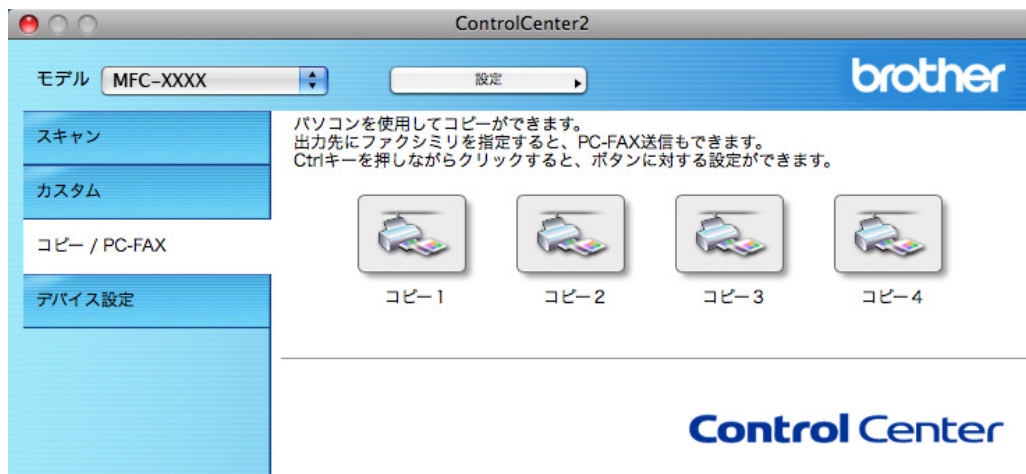 ControlCenter2
モデル MFC-XXXX 設定 brother
スキャン
カスタム
コピー / PC-FAX
デバイス設定
パソコンを使用してコピーができます。
出力先にファクシミリを指定すると、PC-FAX送信もできます。
Ctrlキーを押しながらクリックすると、ボタンに対する設定ができます。
コピー1 コピー2 コピー3 コピー4
Control Center